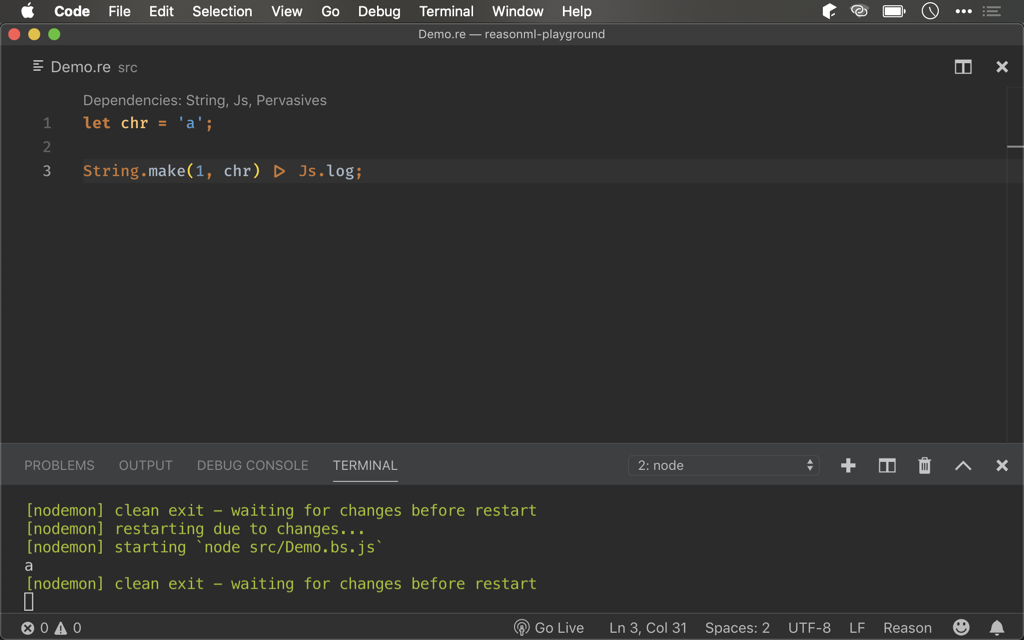 Code File Edit Selection View Go Debug Terminal Window Help
Demo.re — reasonml-playground
Demo.re src
Dependencies: String, Js, Pervasives
1 let chr = 'a';
2
3 String.make(1, chr) |> Js.log;
PROBLEMS OUTPUT DEBUG CONSOLE TERMINAL 2: node
[nodemon] clean exit - waiting for changes before restart
[nodemon] restarting due to changes...
[nodemon] starting `node src/Demo.bs.js`
a
[nodemon] clean exit - waiting for changes before restart
0 0 Go Live Ln 3, Col 31 Spaces: 2 UTF-8 LF Reason